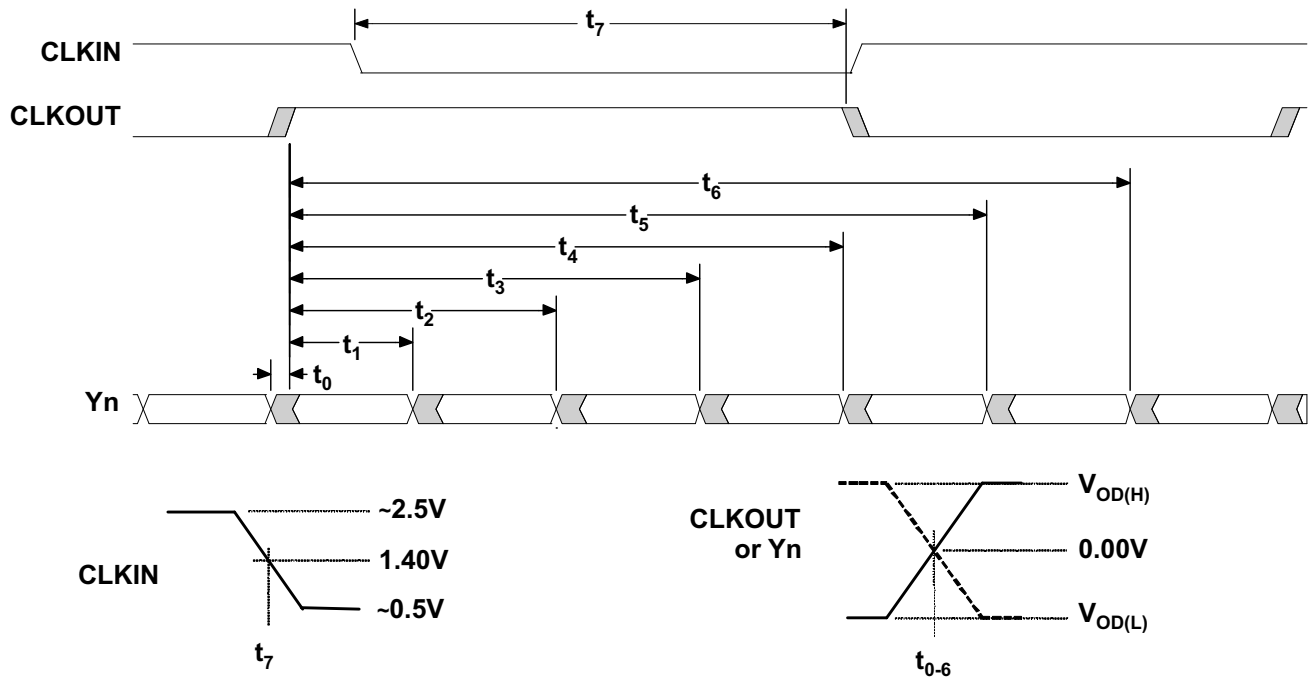 t7
CLKIN
CLKOUT
t6
t5
t4
t3
t2
t1
t0
Yn
~2.5V
1.40V
CLKIN
~0.5V
t7
VOD(H)
CLKOUT
or Yn
0.00V
VOD(L)
t0-6